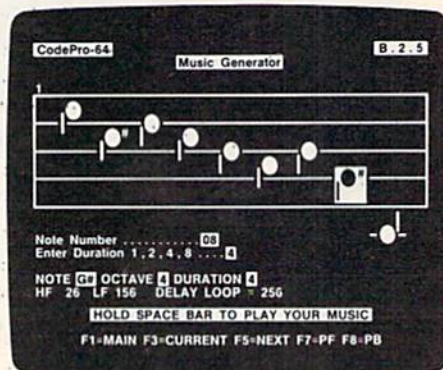 CodePro-64
B.2.5
Music Generator
1
#
#
Note Number ........... 08
Enter Duration 1,2,4,8 .... 4
NOTE G# OCTAVE 4 DURATION 4
HF 26 LF 156 DELAY LOOP = 256
HOLD SPACE BAR TO PLAY YOUR MUSIC
F1=MAIN F3=CURRENT F5=NEXT F7=PF F8=PB